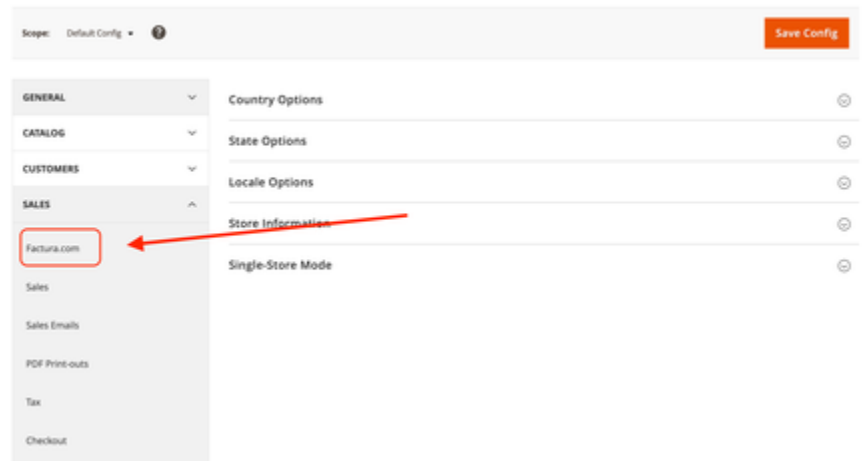 Scope: Default Config
Save Config
GENERAL
CATALOG
CUSTOMERS
SALES
Factura.com
Sales
Sales Emails
PDF Print-outs
Tax
Checkout
Country Options
State Options
Locale Options
Store Information
Single-Store Mode